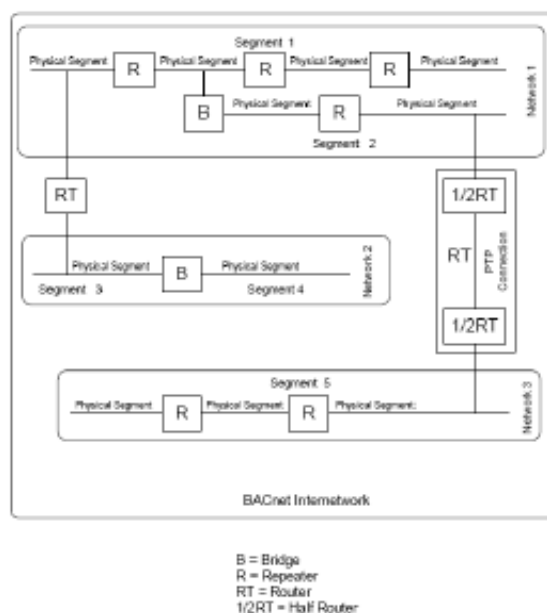 Segment 1
Physical Segment R Physical Segment R Physical Segment R Physical Segment
B Physical Segment R Physical Segment
Segment 2
Network 1
RT
1/2RT
RT
PTP Connection
1/2RT
Physical Segment B Physical Segment
Segment 3 Segment 4
Network 2
Segment 5
Physical Segment R Physical Segment R Physical Segment
Network 3
BACnet Internetwork
B = Bridge
R = Repeater
RT = Router
1/2RT = Half Router